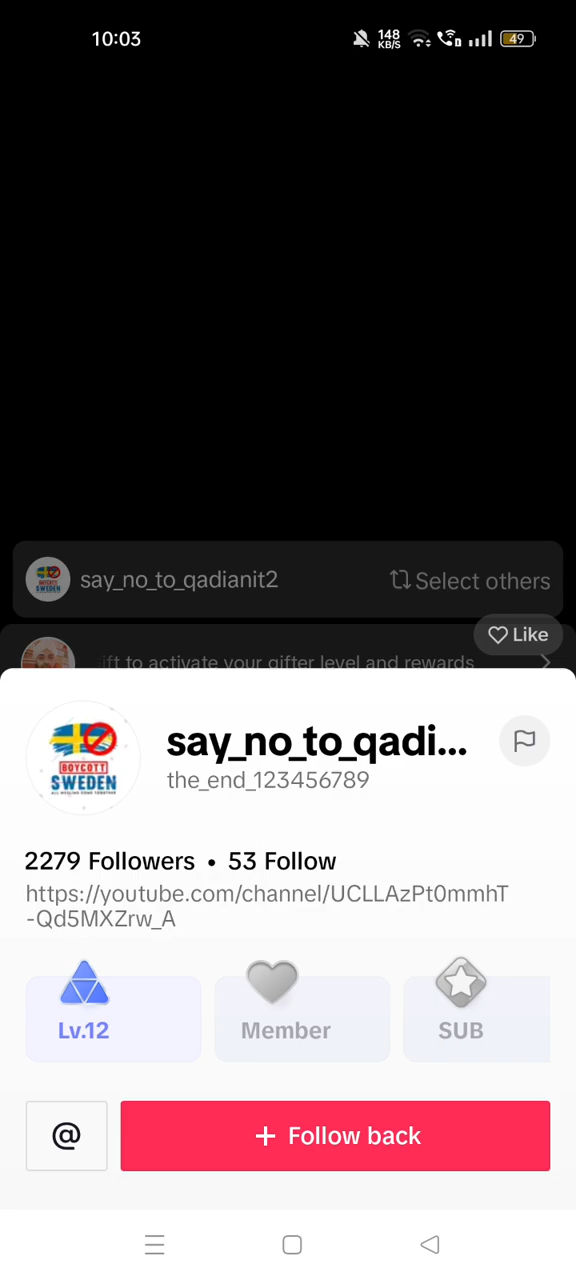 10:03
148
KB/S
49
say_no_to_qadianit2
Select others
Like
ift to activate your gifter level and rewards
BOYCOTT
SWEDEN
say_no_to_qadi...
the_end_123456789
2279 Followers • 53 Follow
https://youtube.com/channel/UCLLAzPt0mmhT
-Qd5MXZrw_A
Lv.12
Member
SUB
@
+ Follow back